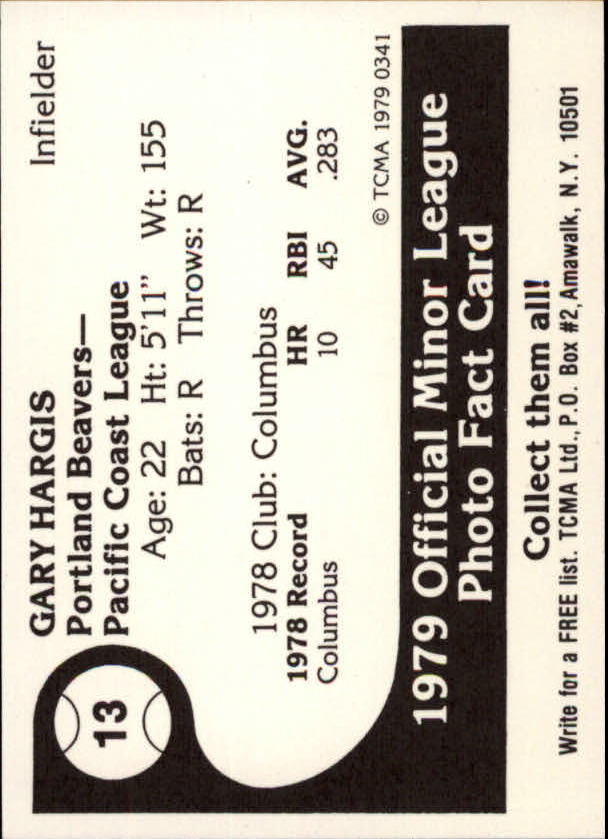 13
GARY HARGIS Infielder
Portland Beavers—
Pacific Coast League
Age: 22 Ht: 5'11" Wt: 155
Bats: R Throws: R
1978 Club: Columbus
1978 Record HR RBI AVG.
Columbus 10 45 .283
© TCMA 1979 0341
1979 Official Minor League
Photo Fact Card
Collect them all!
Write for a FREE list. TCMA Ltd., P.O. Box #2, Amawalk, N.Y. 10501